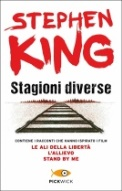 STEPHEN
KING
Stagioni diverse
CONTIENE I RACCONTI CHE HANNO ISPIRATO I FILM
LE ALI DELLA LIBERTÀ
L'ALLIEVO
STAND BY ME
PICKWICK